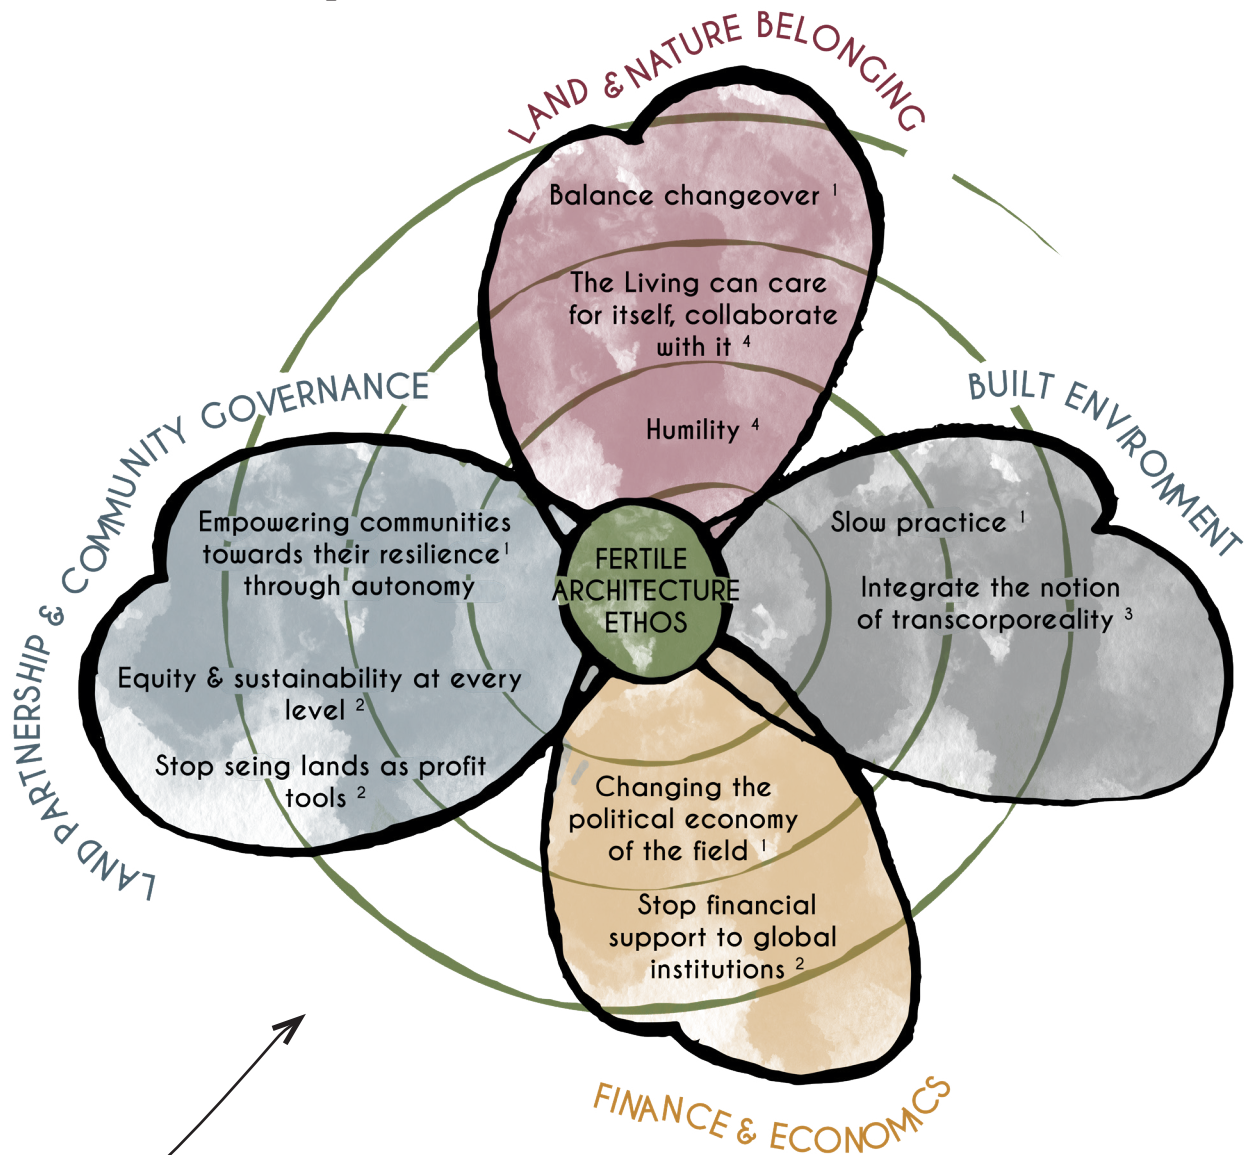 LAND & NATURE BELONGING
Balance changeover 1
The Living can care
for itself, collaborate
with it 4
Humility 4
LAND PARTNERSHIP & COMMUNITY GOVERNANCE
Empowering communities
towards their resilience 1
through autonomy
Equity & sustainability at every
level 2
Stop seing lands as profit
tools 2
FERTILE
ARCHITECTURE
ETHOS
BUILT ENVIRONMENT
Slow practice 1
Integrate the notion
of transcorporeality 3
Changing the
political economy
of the field 1
Stop financial
support to global
institutions 2
FINANCE & ECONOMICS